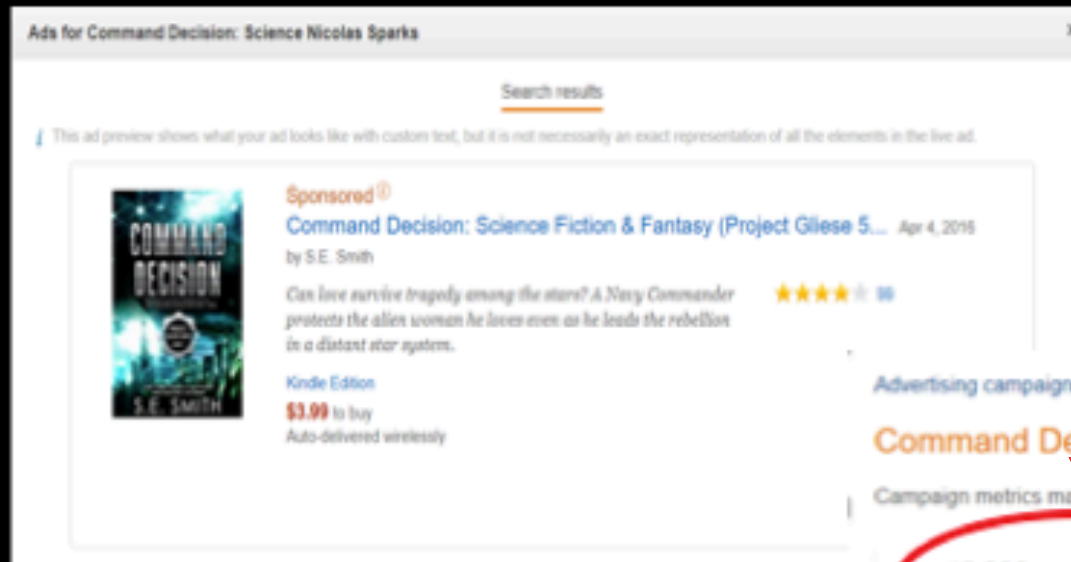 Ads for Command Decision: Science Nicolas Sparks
Search results
This ad preview shows what your ad looks like with custom text, but it is not necessarily an exact representation of all the elements in the live ad.
Sponsored
Command Decision: Science Fiction & Fantasy (Project Gliese 5... Apr 4, 2016
by S.E. Smith
Can love survive tragedy among the stars? A Navy Commander
protects the alien woman he loves even as he leads the rebellion
in a distant star system.
Kindle Edition
$3.99 to buy
Auto-delivered wirelessly
COMMAND
DECISION
S.E. SMITH
Advertising campaign
Command De
Campaign metrics ma